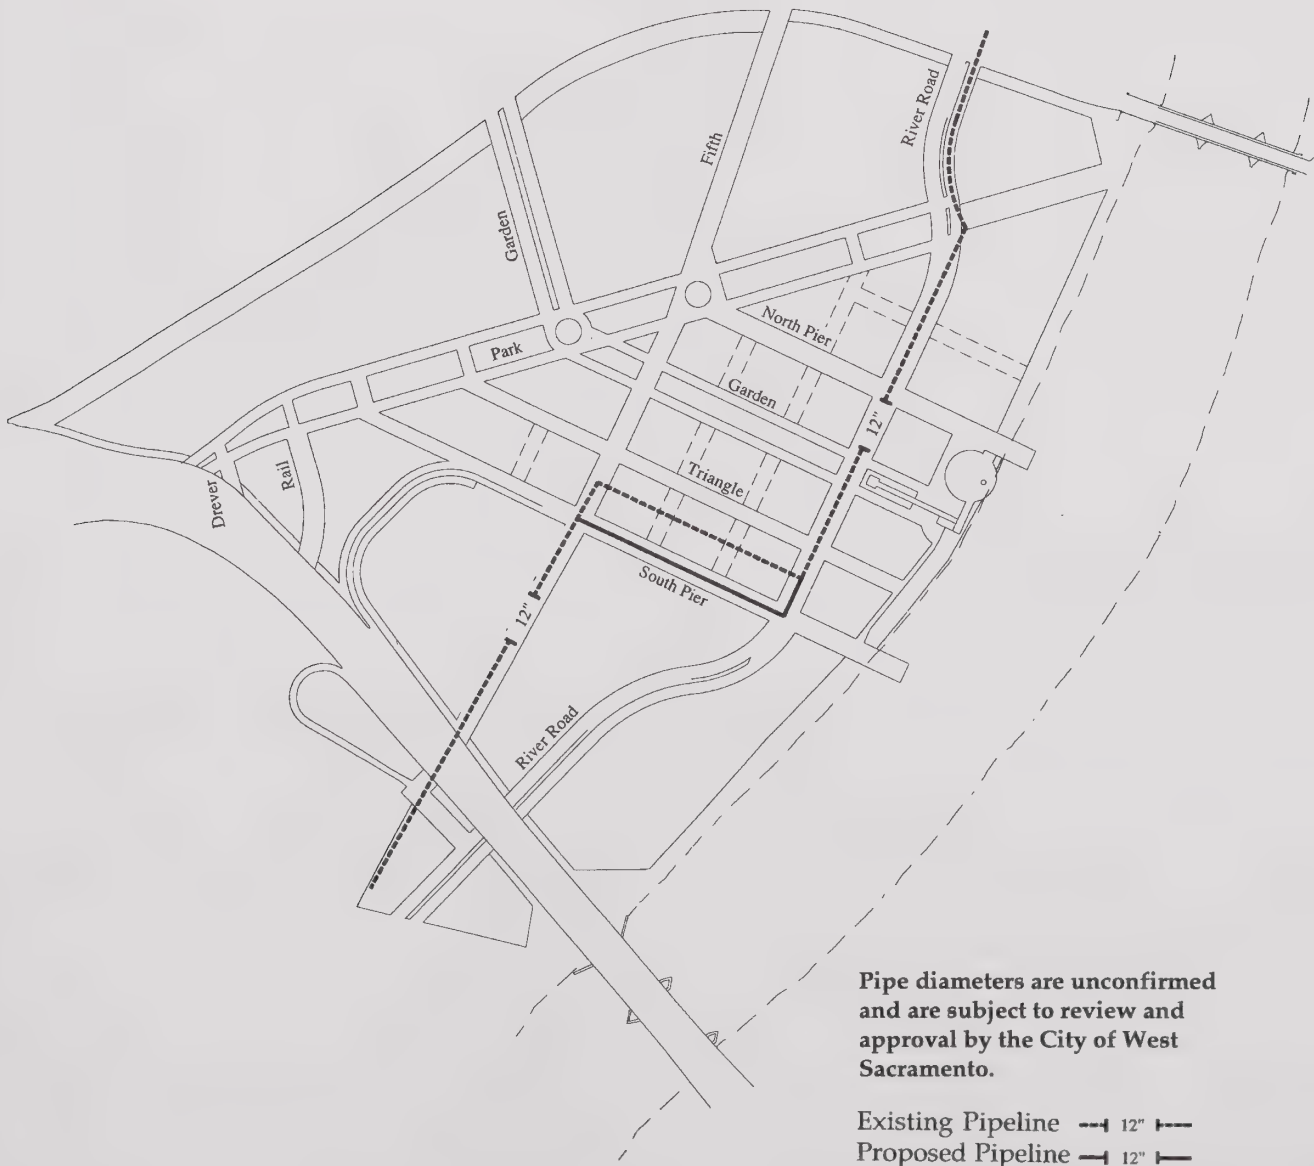 River Road
Fifth
Garden
North Pier
Park
Garden
12"
Triangle
Rail
Drever
South Pier
12"
River Road
Pipe diameters are unconfirmed
and are subject to review and
approval by the City of West
Sacramento.
Existing Pipeline 12"
Proposed Pipeline 12"